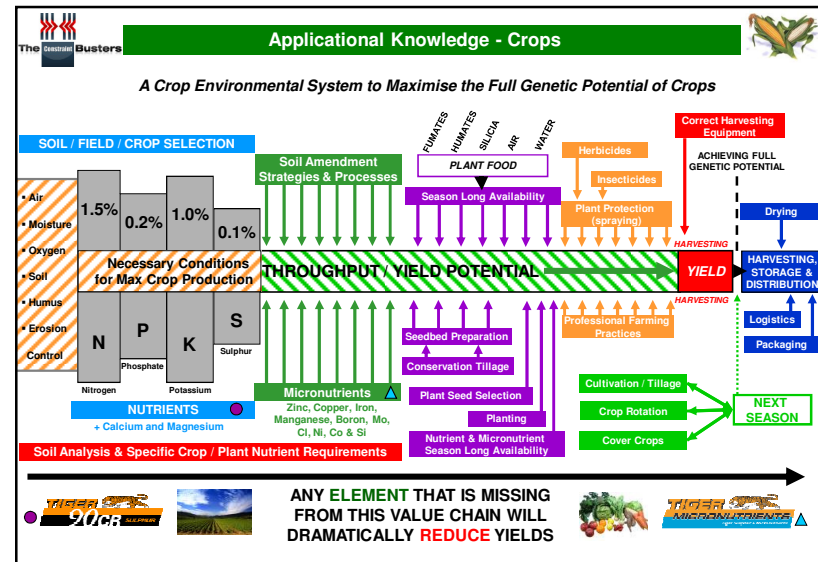 The Constraint Busters
Applicational Knowledge - Crops
A Crop Environmental System to Maximise the Full Genetic Potential of Crops
SOIL / FIELD / CROP SELECTION
Soil Amendment
Strategies & Processes
FUMATES
HUMATES
SILICIA
AIR
WATER
PLANT FOOD
Season Long Availability
Herbicides
Insecticides
Plant Protection
(spraying)
Correct Harvesting
Equipment
ACHIEVING FULL
GENETIC POTENTIAL
Drying
▪ Air
▪ Moisture
▪ Oxygen
▪ Soil
▪ Humus
▪ Erosion
Control
1.5%
0.2%
1.0%
0.1%
Necessary Conditions
for Max Crop Production
THROUGHPUT / YIELD POTENTIAL
HARVESTING
YIELD
HARVESTING
HARVESTING,
STORAGE &
DISTRIBUTION
N
P
K
S
Nitrogen
Phosphate
Potassium
Sulphur
NUTRIENTS
+ Calcium and Magnesium
Micronutrients
Zinc, Copper, Iron,
Manganese, Boron, Mo,
Cl, Ni, Co & Si
Seedbed Preparation
Conservation Tillage
Plant Seed Selection
Planting
Nutrient & Micronutrient
Season Long Availability
Professional Farming
Practices
Logistics
Packaging
Cultivation / Tillage
Crop Rotation
Cover Crops
NEXT
SEASON
Soil Analysis & Specific Crop / Plant Nutrient Requirements
TIGER
90CR SULPHUR
ANY ELEMENT THAT IS MISSING
FROM THIS VALUE CHAIN WILL
DRAMATICALLY REDUCE YIELDS
TIGER
MICRONUTRIENTS